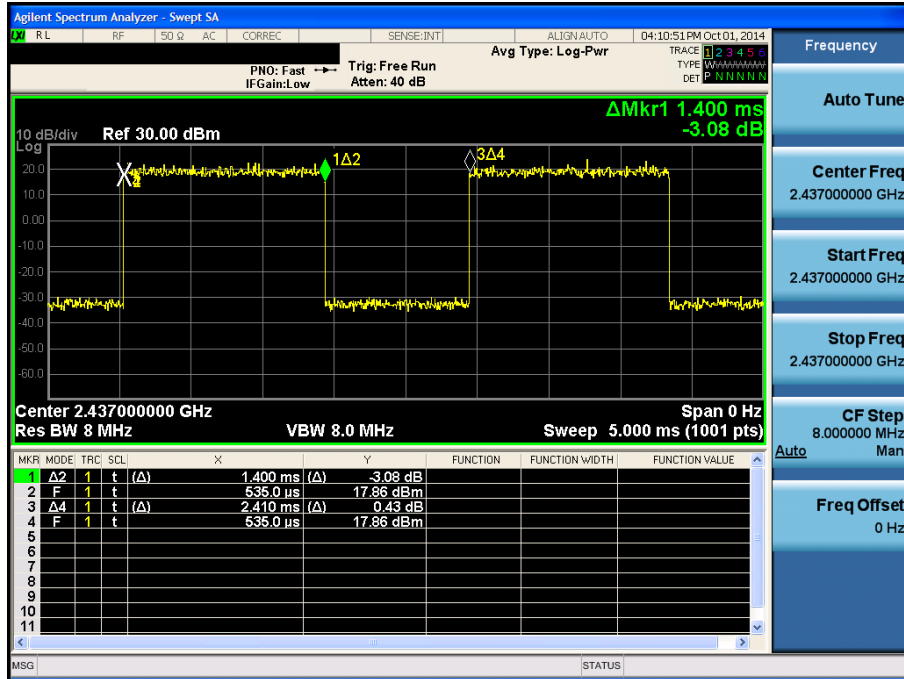 Agilent Spectrum Analyzer - Swept SA
LXI RL RF 50 Ω AC CORREC SENSE:INT ALIGN AUTO 04:10:51 PM Oct 01, 2014
Avg Type: Log-Pwr TRACE 1 2 3 4 5 6
PNO: Fast Trig: Free Run TYPE W
IFGain:Low Atten: 40 dB DET P N N N N N
ΔMkr1 1.400 ms
-3.08 dB
10 dB/div Ref 30.00 dBm
Log
20.0
10.0
0.00
-10.0
-20.0
-30.0
-40.0
-50.0
-60.0
1Δ2
3Δ4
Center 2.437000000 GHz Span 0 Hz
Res BW 8 MHz VBW 8.0 MHz Sweep 5.000 ms (1001 pts)
MKR MODE TRC SCL X Y FUNCTION FUNCTION WIDTH FUNCTION VALUE
1 Δ2 1 t (Δ) 1.400 ms (Δ) -3.08 dB
2 F 1 t 535.0 µs 17.86 dBm
3 Δ4 1 t (Δ) 2.410 ms (Δ) 0.43 dB
4 F 1 t 535.0 µs 17.86 dBm
5
6
7
8
9
10
11
MSG STATUS
Frequency
Auto Tune
Center Freq
2.437000000 GHz
Start Freq
2.437000000 GHz
Stop Freq
2.437000000 GHz
CF Step
8.000000 MHz
Auto Man
Freq Offset
0 Hz